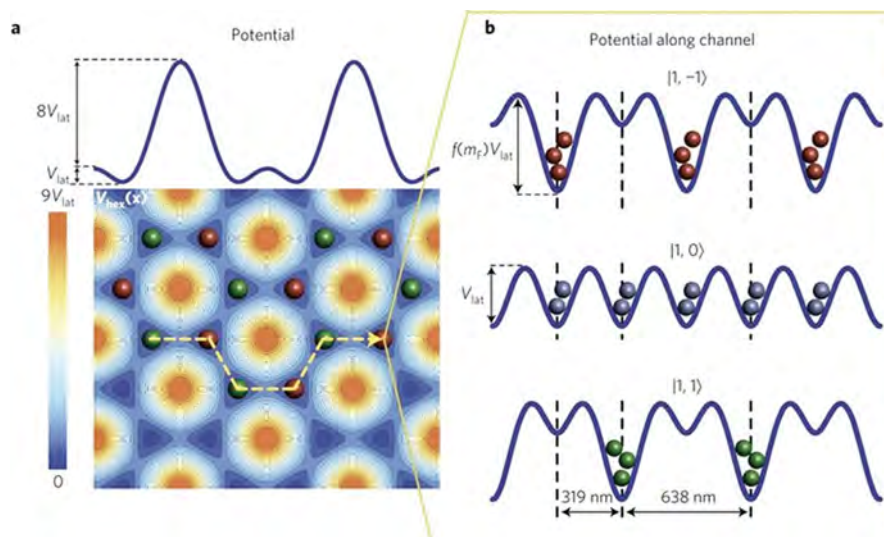 a
Potential
8V_lat
V_lat
9V_lat
V_hex(x)
0
b
Potential along channel
|1, −1⟩
f(m_F)V_lat
|1, 0⟩
V_lat
|1, 1⟩
319 nm
638 nm